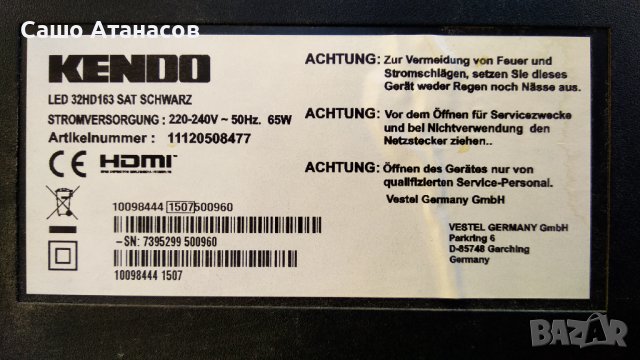 Сашо Атанасов
KENDO
LED 32HD163 SAT SCHWARZ
STROMVERSORGUNG : 220-240V ~ 50Hz. 65W
Artikelnummer : 11120508477
CE HDMI
10098444 1507 500960
-SN: 7395299 500960
10098444 1507
ACHTUNG: Zur Vermeidung von Feuer und
Stromschlägen, setzen Sie dieses
Gerät weder Regen noch Nässe aus.
ACHTUNG: Vor dem Öffnen für Servicezwecke
und bei Nichtverwendung den
Netzstecker ziehen..
ACHTUNG: Öffnen des Gerätes nur von
qualifizierten Service-Personal.
Vestel Germany GmbH
VESTEL GERMANY GmbH
Parkring 6
D-85748 Garching
Germany
BAZAR